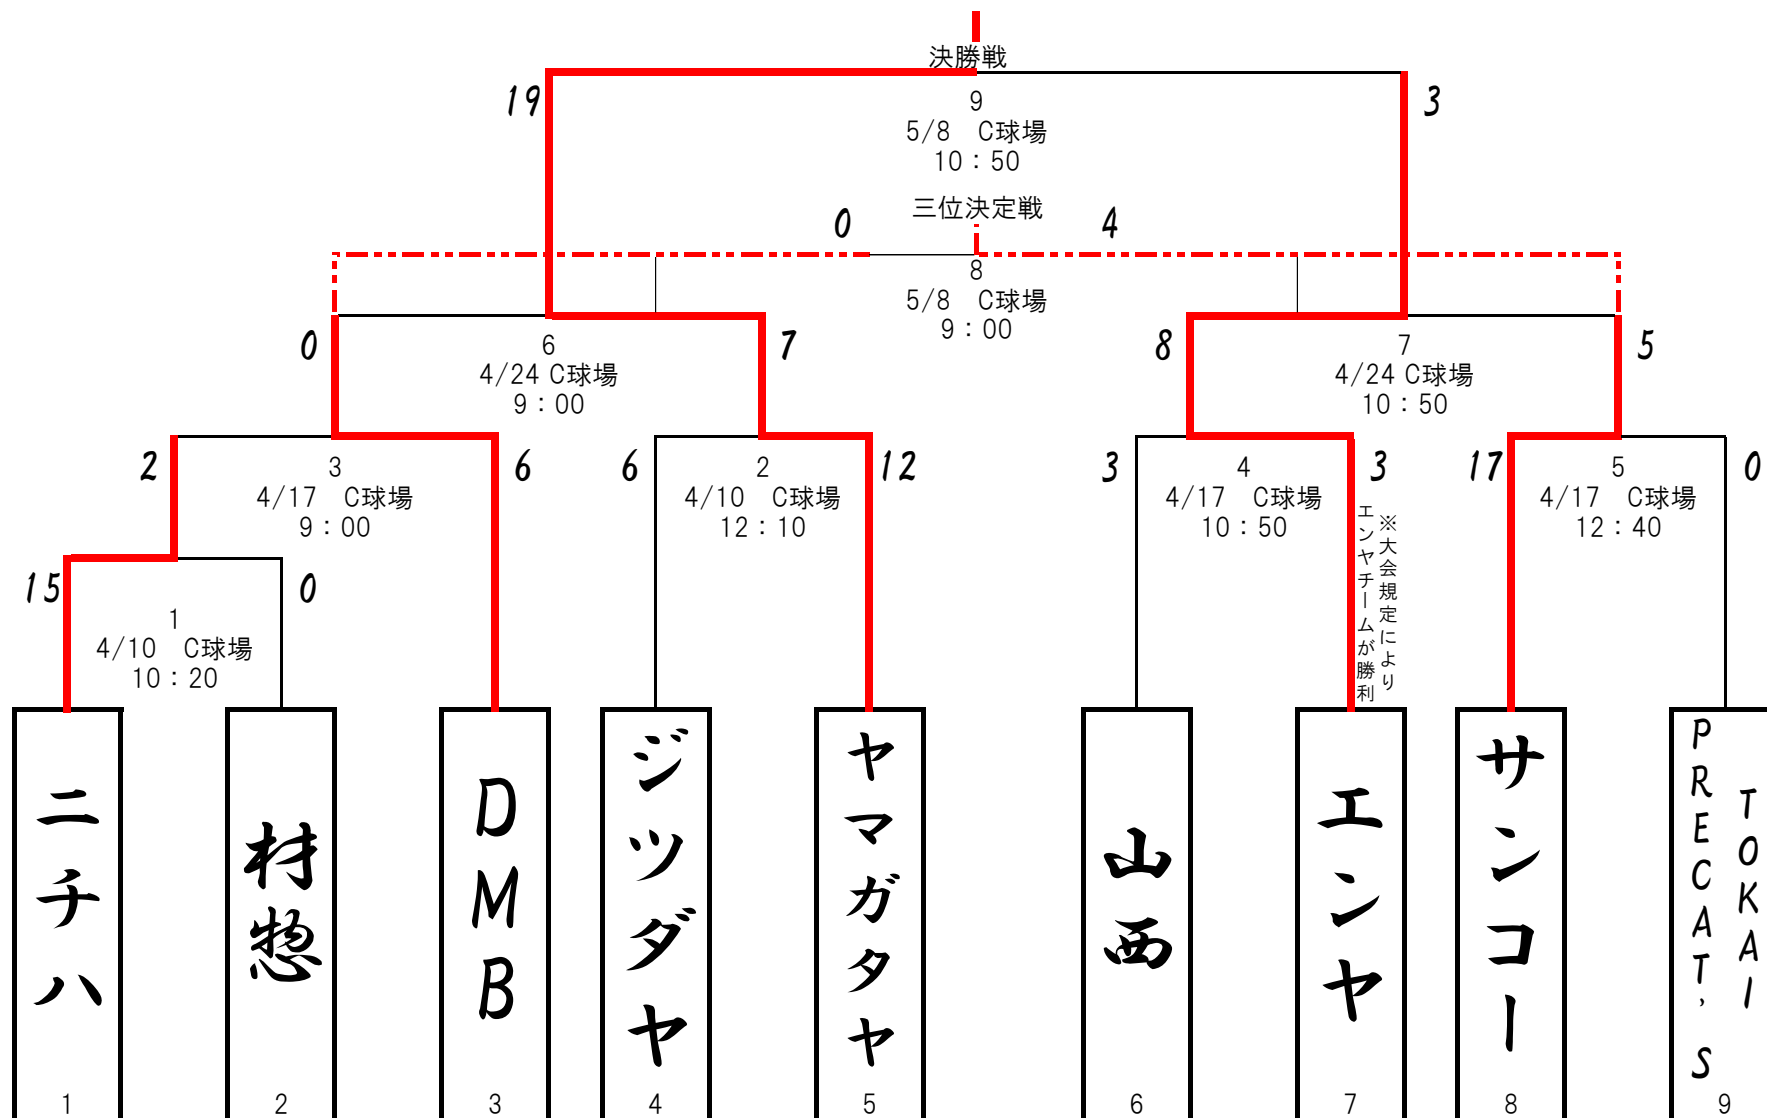 決勝戦
19
3
9
5/8 C球場
10：50
三位決定戦
0
4
8
5/8 C球場
9：00
0
7
6
4/24 C球場
9：00
8
5
7
4/24 C球場
10：50
2
6
3
4/17 C球場
9：00
6
12
2
4/10 C球場
12：10
3
3
4
4/17 C球場
10：50
※大会規定により
エンヤチームが勝利
17
0
5
4/17 C球場
12：40
15
0
1
4/10 C球場
10：20
ニチハ
1
材惣
2
DMB
3
ジツダヤ
4
ヤマガタヤ
5
山西
6
エンヤ
7
サンコー
8
TOKAI
PRECAT'S
9